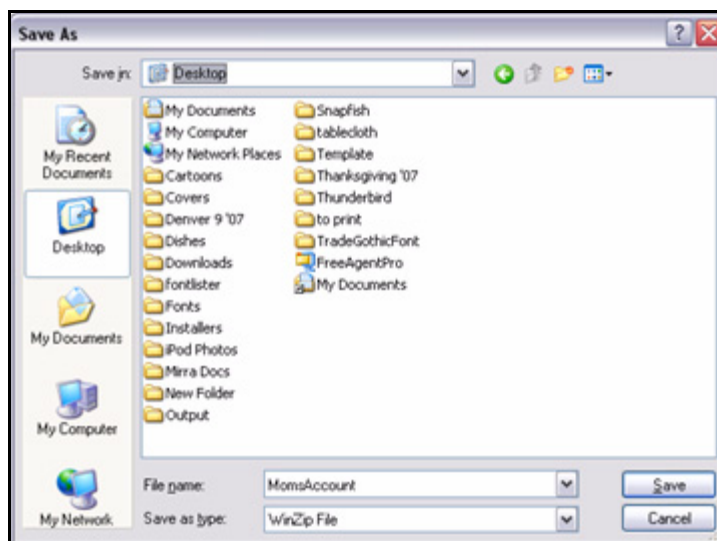 Save As
Save in: Desktop
My Recent
Documents
Desktop
My Documents
My Computer
My Network
My Documents
My Computer
My Network Places
Cartoons
Covers
Denver 9 '07
Dishes
Downloads
fontlister
Fonts
Installers
iPod Photos
Mirra Docs
New Folder
Output
Snapfish
tablecloth
Template
Thanksgiving '07
Thunderbird
to print
TradeGothicFont
FreeAgentPro
My Documents
File name: MomsAccount
Save
Save as type: WinZip File
Cancel